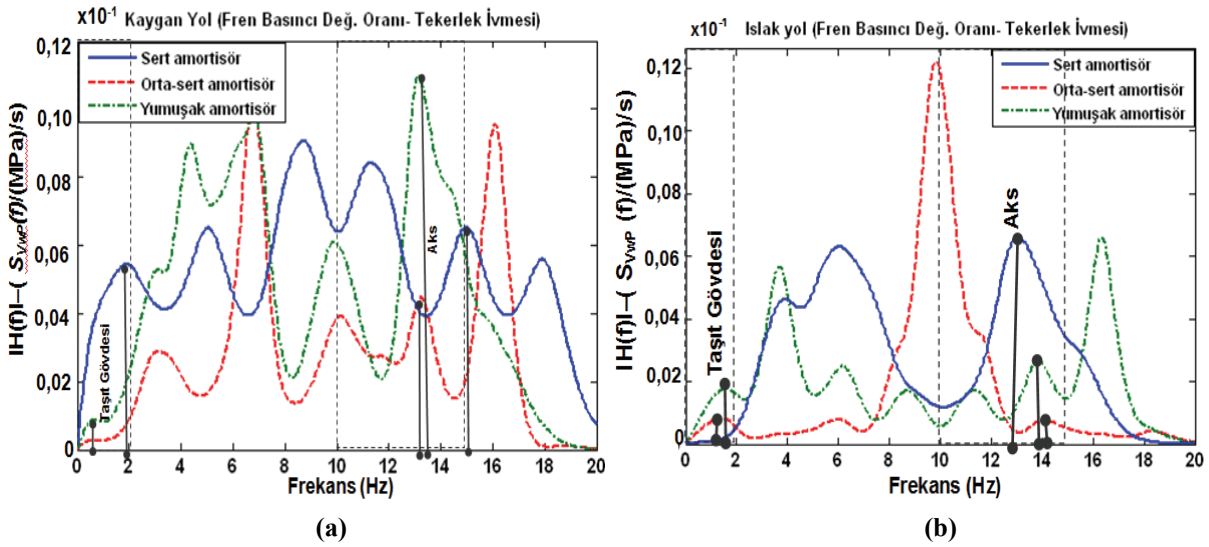 x10⁻¹ Kaygan Yol (Fren Basıncı Değ. Oranı- Tekerlek İvmesi)
0,12
0,10
0,08
0,06
0,04
0,02
0
IH(f)I–( S_VwP(f)/(MPa)/s)
Sert amortisör
Orta-sert amortisör
Yumuşak amortisör
Taşıt Gövdesi
Aks
0 2 4 6 8 10 12 14 16 18 20
Frekans (Hz)
(a)
x10⁻¹ Islak yol (Fren Basıncı Değ. Oranı- Tekerlek İvmesi)
0,12
0,10
0,08
0,06
0,04
0,02
0
IH(f)I–( S_VwP (f)/(MPa)/s)
Sert amortisör
Orta-sert amortisör
Yumuşak amortisör
Taşıt Gövdesi
Aks
0 2 4 6 8 10 12 14 16 18 20
Frekans (Hz)
(b)